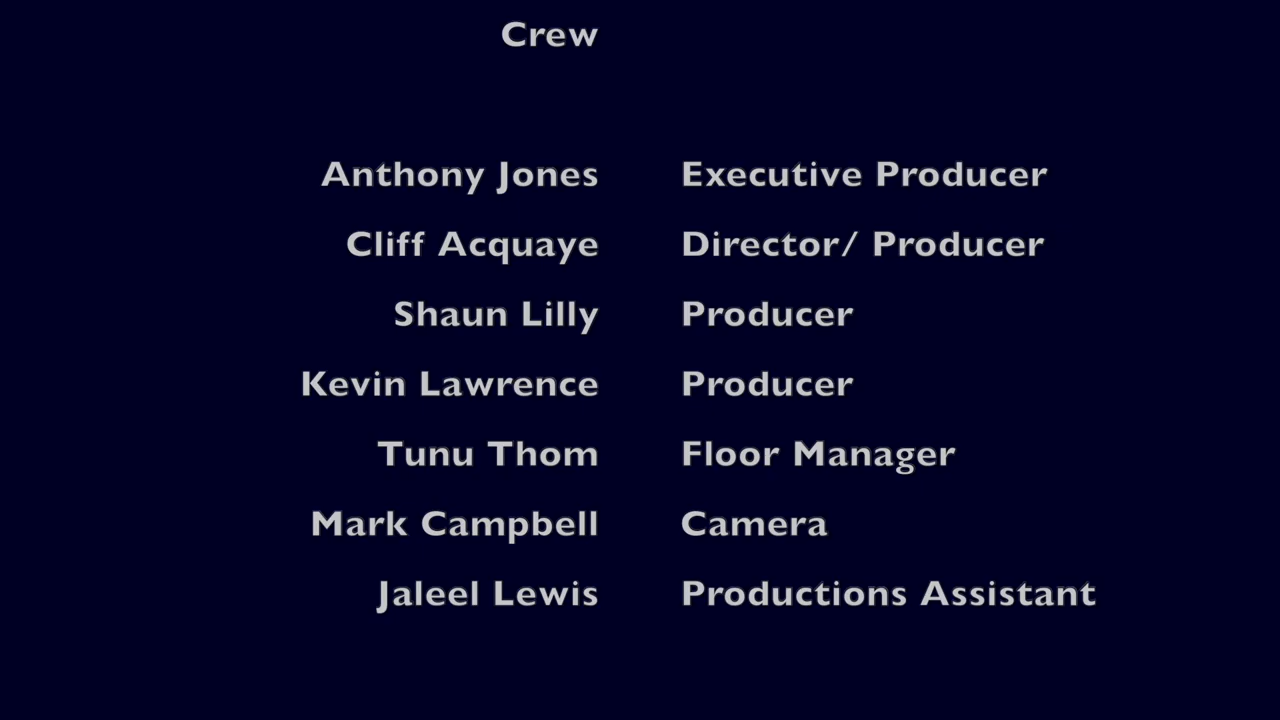 Crew
Anthony Jones Executive Producer
Cliff Acquaye Director/ Producer
Shaun Lilly Producer
Kevin Lawrence Producer
Tunu Thom Floor Manager
Mark Campbell Camera
Jaleel Lewis Productions Assistant